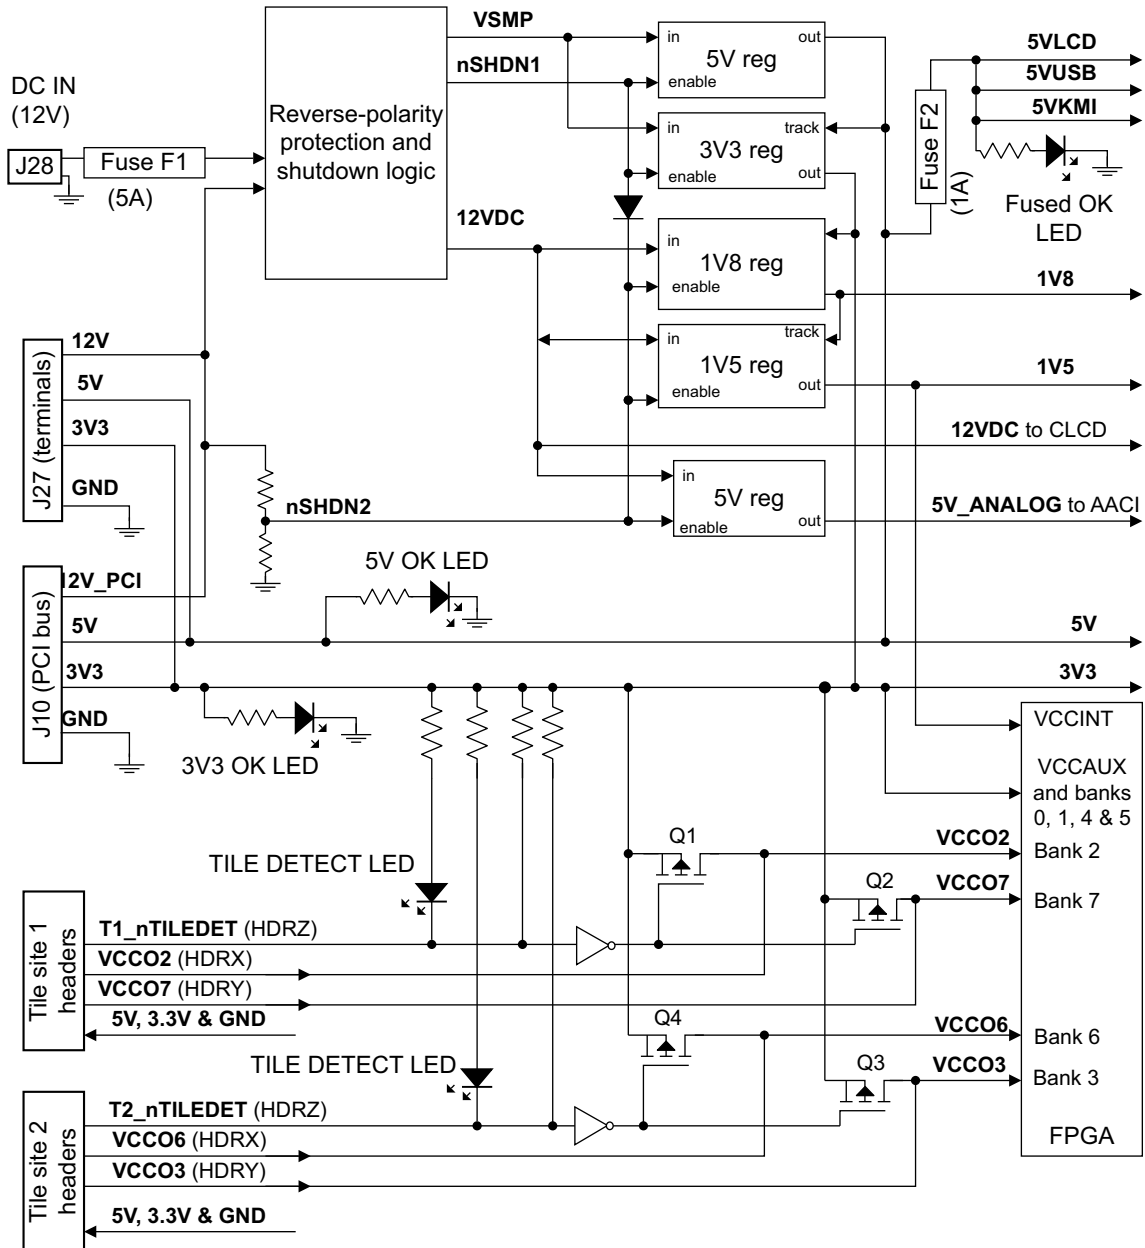 VSMP
nSHDN1
DC IN
(12V)
J28
Fuse F1
(5A)
Reverse-polarity
protection and
shutdown logic
12VDC
in
out
5V reg
enable
in
track
3V3 reg
enable
out
in
1V8 reg
enable
in
track
1V5 reg
enable
out
in
5V reg
enable
out
Fuse F2
(1A)
5VLCD
5VUSB
5VKMI
Fused OK
LED
1V8
1V5
12VDC to CLCD
5V_ANALOG to AACI
J27 (terminals)
12V
5V
3V3
GND
nSHDN2
J10 (PCI bus)
12V_PCI
5V
3V3
GND
5V OK LED
3V3 OK LED
5V
3V3
VCCINT
VCCAUX
and banks
0, 1, 4 & 5
Bank 2
Bank 7
Bank 6
Bank 3
FPGA
Q1
VCCO2
Q2
VCCO7
TILE DETECT LED
Tile site 1
headers
T1_nTILEDET (HDRZ)
VCCO2 (HDRX)
VCCO7 (HDRY)
5V, 3.3V & GND
Q4
VCCO6
Q3
VCCO3
TILE DETECT LED
Tile site 2
headers
T2_nTILEDET (HDRZ)
VCCO6 (HDRX)
VCCO3 (HDRY)
5V, 3.3V & GND